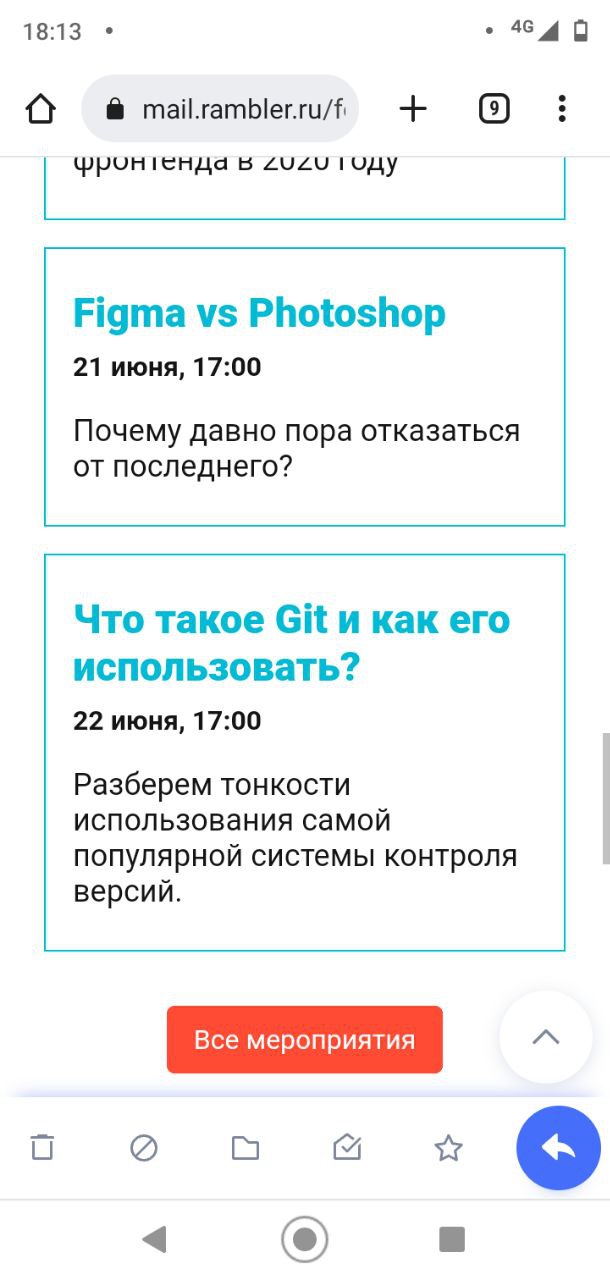 18:13
4G
mail.rambler.ru/f
9
фронтенда в 2020 году
Figma vs Photoshop
21 июня, 17:00
Почему давно пора отказаться
от последнего?
Что такое Git и как его
использовать?
22 июня, 17:00
Разберем тонкости
использования самой
популярной системы контроля
версий.
Все мероприятия